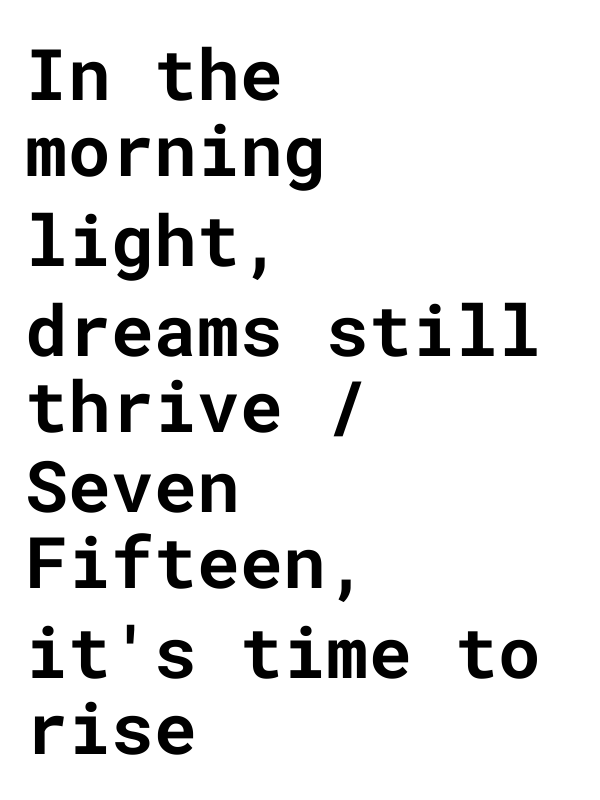 In the
morning
light,
dreams still
thrive /
Seven
Fifteen,
it's time to
rise